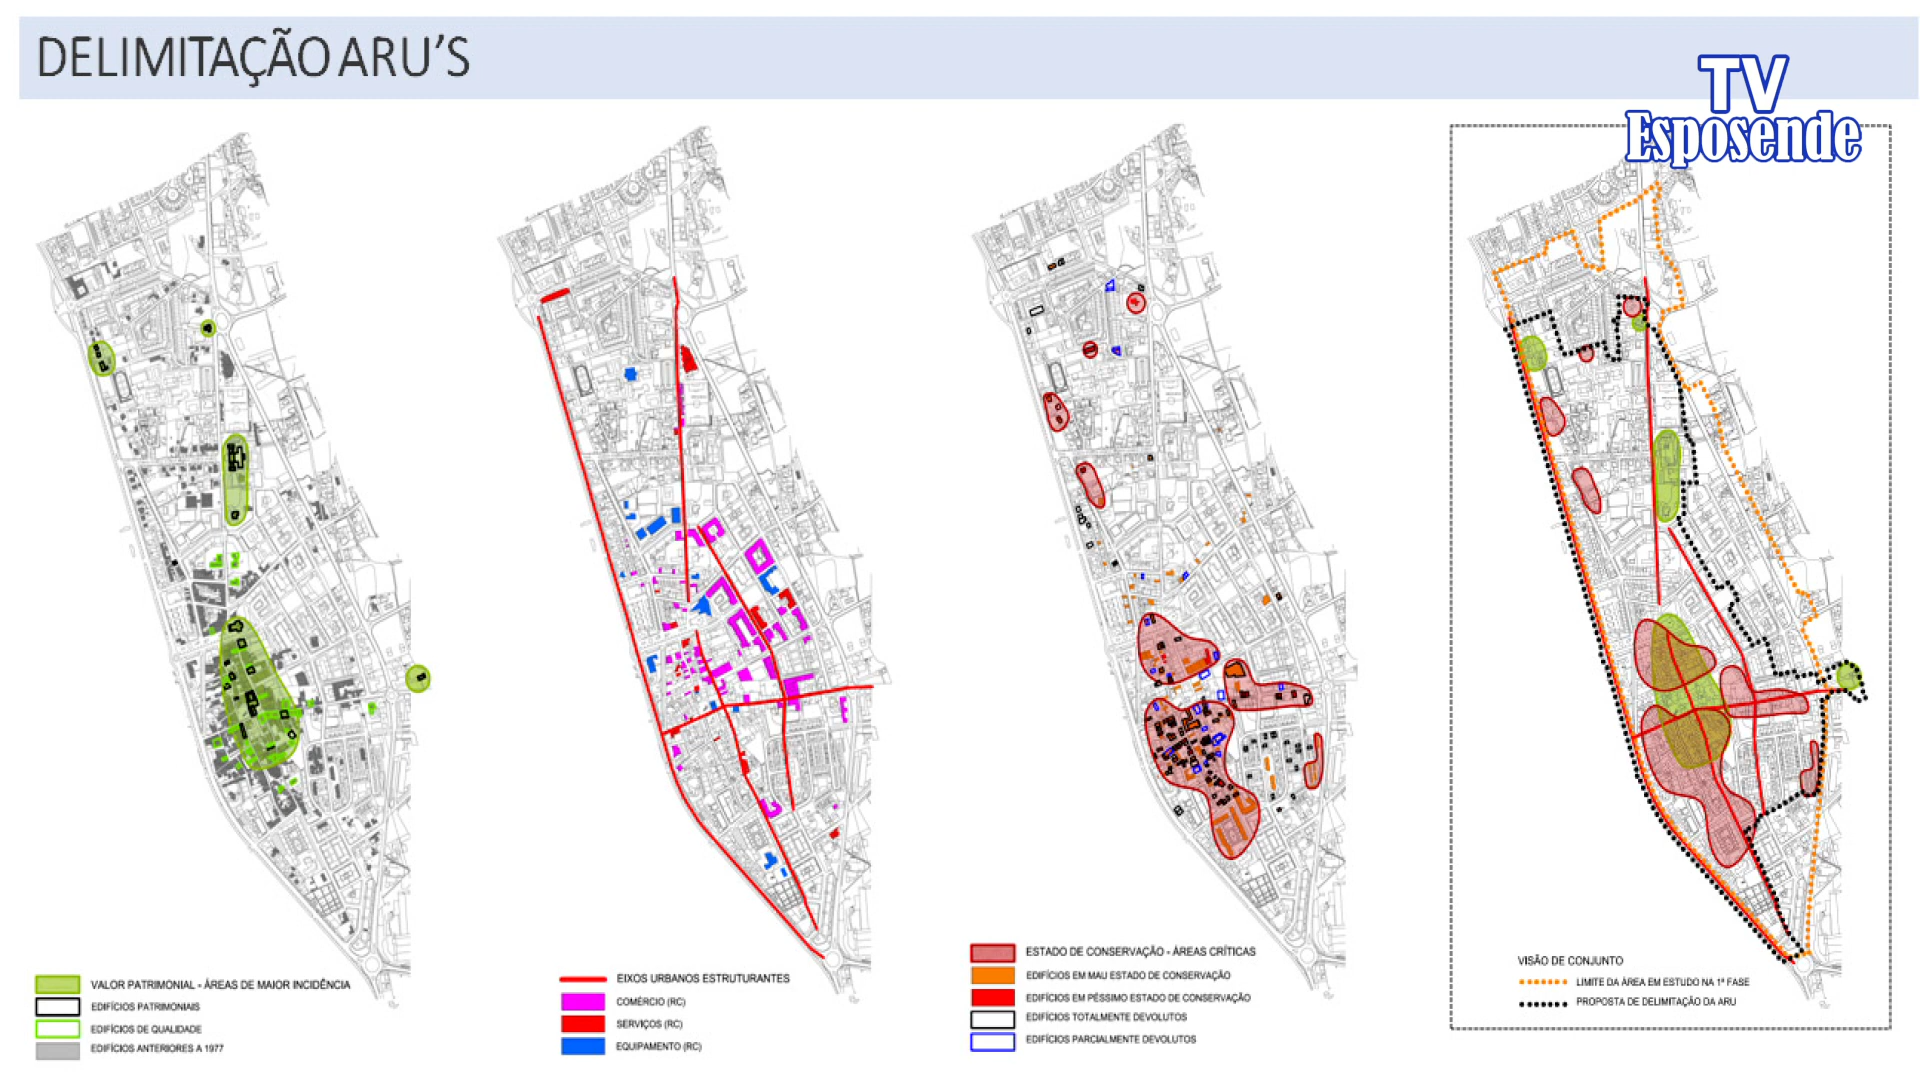 DELIMITAÇÃO ARU'S
TV
Esposende
VALOR PATRIMONIAL - ÁREAS DE MAIOR INCIDÊNCIA
EDIFÍCIOS PATRIMONIAIS
EDIFÍCIOS DE QUALIDADE
EDIFÍCIOS ANTERIORES A 1977
EIXOS URBANOS ESTRUTURANTES
COMÉRCIO (RC)
SERVIÇOS (RC)
EQUIPAMENTO (RC)
ESTADO DE CONSERVAÇÃO - ÁREAS CRÍTICAS
EDIFÍCIOS EM MAU ESTADO DE CONSERVAÇÃO
EDIFÍCIOS EM PÉSSIMO ESTADO DE CONSERVAÇÃO
EDIFÍCIOS TOTALMENTE DEVOLUTOS
EDIFÍCIOS PARCIALMENTE DEVOLUTOS
VISÃO DE CONJUNTO
LIMITE DA ÁREA EM ESTUDO NA 1ª FASE
PROPOSTA DE DELIMITAÇÃO DA ARU